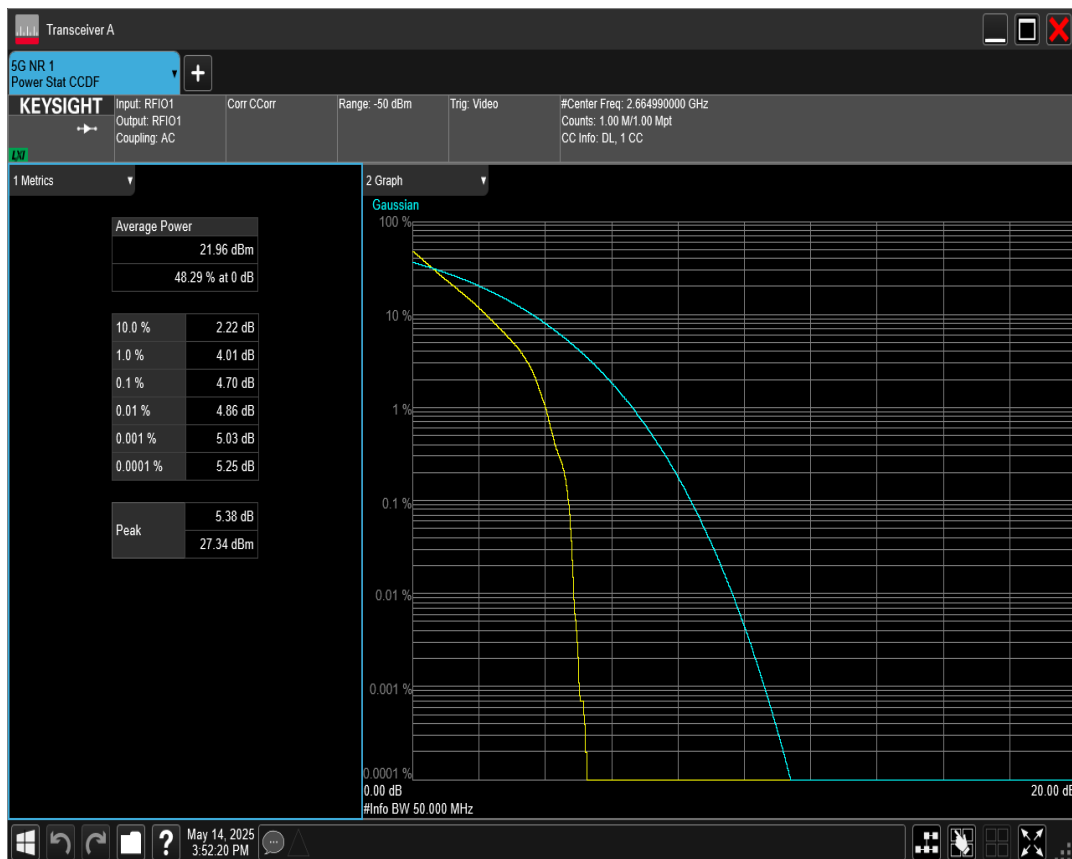 Transceiver A
5G NR 1
Power Stat CCDF
KEYSIGHT
LXI
Input: RFIO1
Output: RFIO1
Coupling: AC
Corr CCorr
Range: -50 dBm
Trig: Video
#Center Freq: 2.664990000 GHz
Counts: 1.00 M/1.00 Mpt
CC Info: DL, 1 CC
1 Metrics
Average Power
21.96 dBm
48.29 % at 0 dB
10.0 % 2.22 dB
1.0 % 4.01 dB
0.1 % 4.70 dB
0.01 % 4.86 dB
0.001 % 5.03 dB
0.0001 % 5.25 dB
Peak 5.38 dB
27.34 dBm
2 Graph
Gaussian
100 %
10 %
1 %
0.1 %
0.01 %
0.001 %
0.0001 %
0.00 dB 20.00 dB
#Info BW 50.000 MHz
?
May 14, 2025
3:52:20 PM